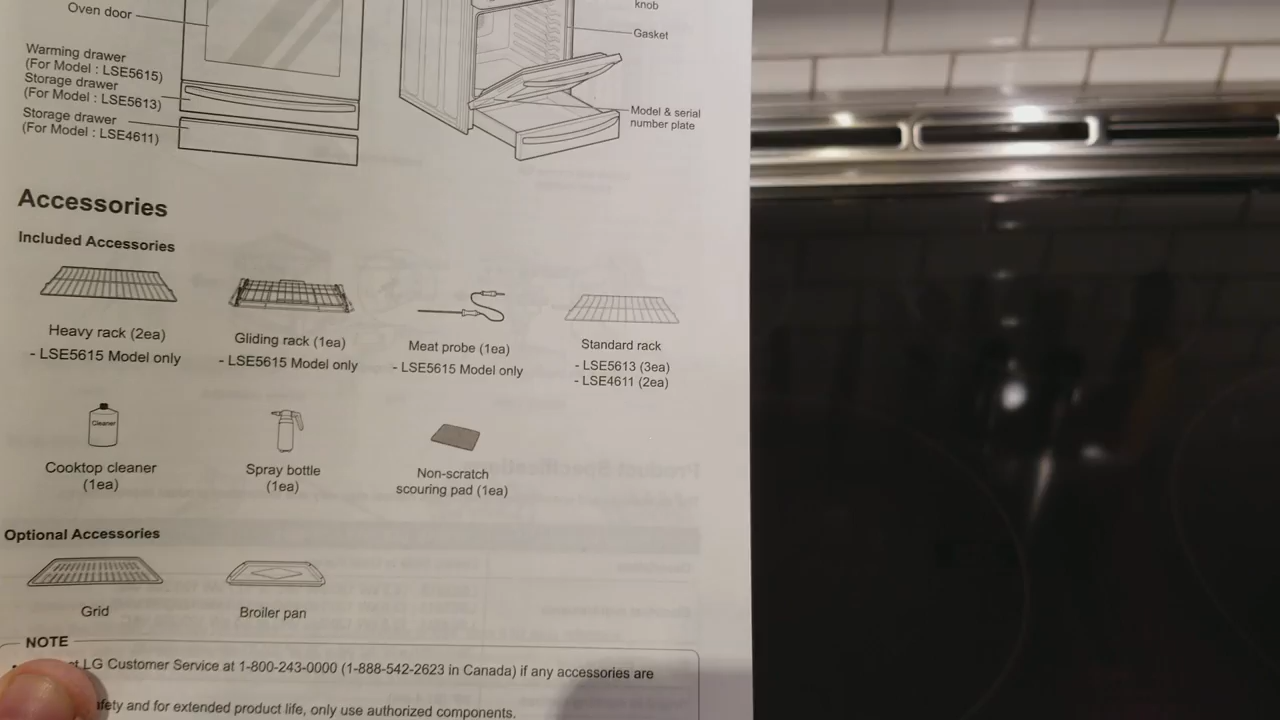 Oven door
Warming drawer
(For Model : LSE5615)
Storage drawer
(For Model : LSE5613)
Storage drawer
(For Model : LSE4611)
knob
Gasket
Model & serial
number plate
Accessories
Included Accessories
Heavy rack (2ea)
- LSE5615 Model only
Gliding rack (1ea)
- LSE5615 Model only
Meat probe (1ea)
- LSE5615 Model only
Standard rack
- LSE5613 (3ea)
- LSE4611 (2ea)
Cleaner
Cooktop cleaner
(1ea)
Spray bottle
(1ea)
Non-scratch
scouring pad (1ea)
Optional Accessories
Grid
Broiler pan
NOTE
LG Customer Service at 1-800-243-0000 (1-888-542-2623 in Canada) if any accessories are
and for extended product life, only use authorized components.